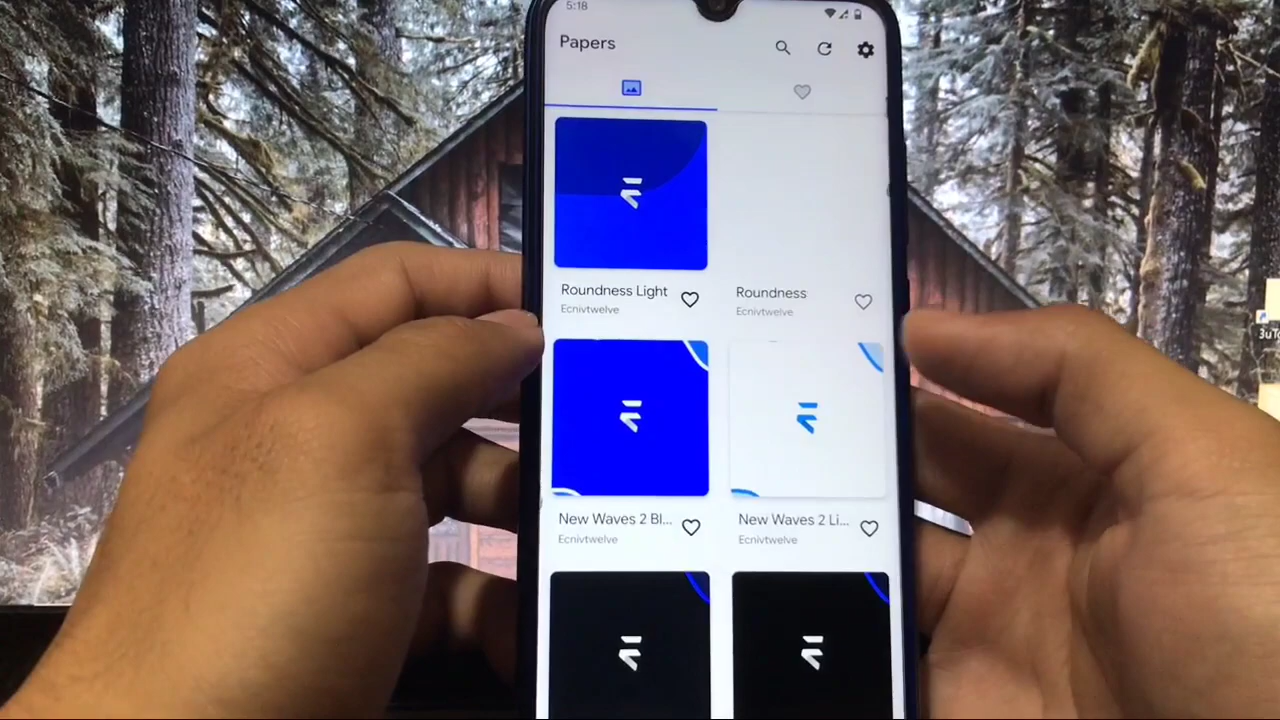 5:18
Papers
Roundness Light
Ecnivtwelve
Roundness
Ecnivtwelve
New Waves 2 Bl...
Ecnivtwelve
New Waves 2 Li...
Ecnivtwelve